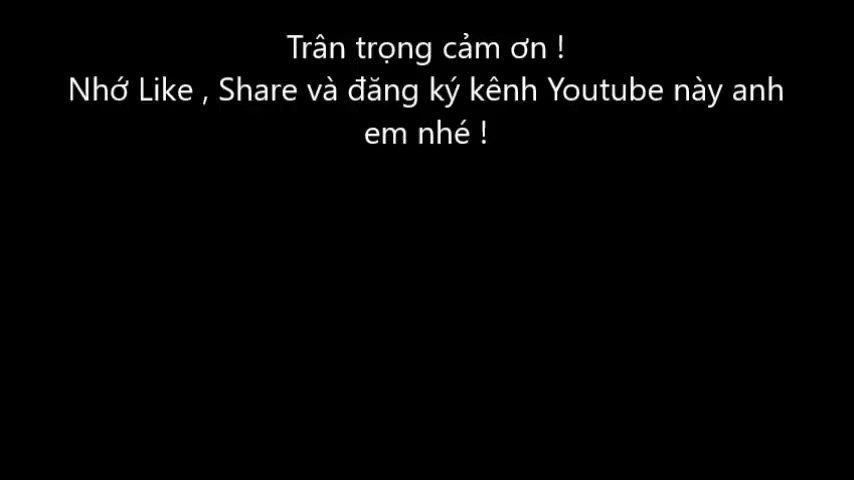 Trân trọng cảm ơn !
Nhớ Like , Share và đăng ký kênh Youtube này anh
em nhé !